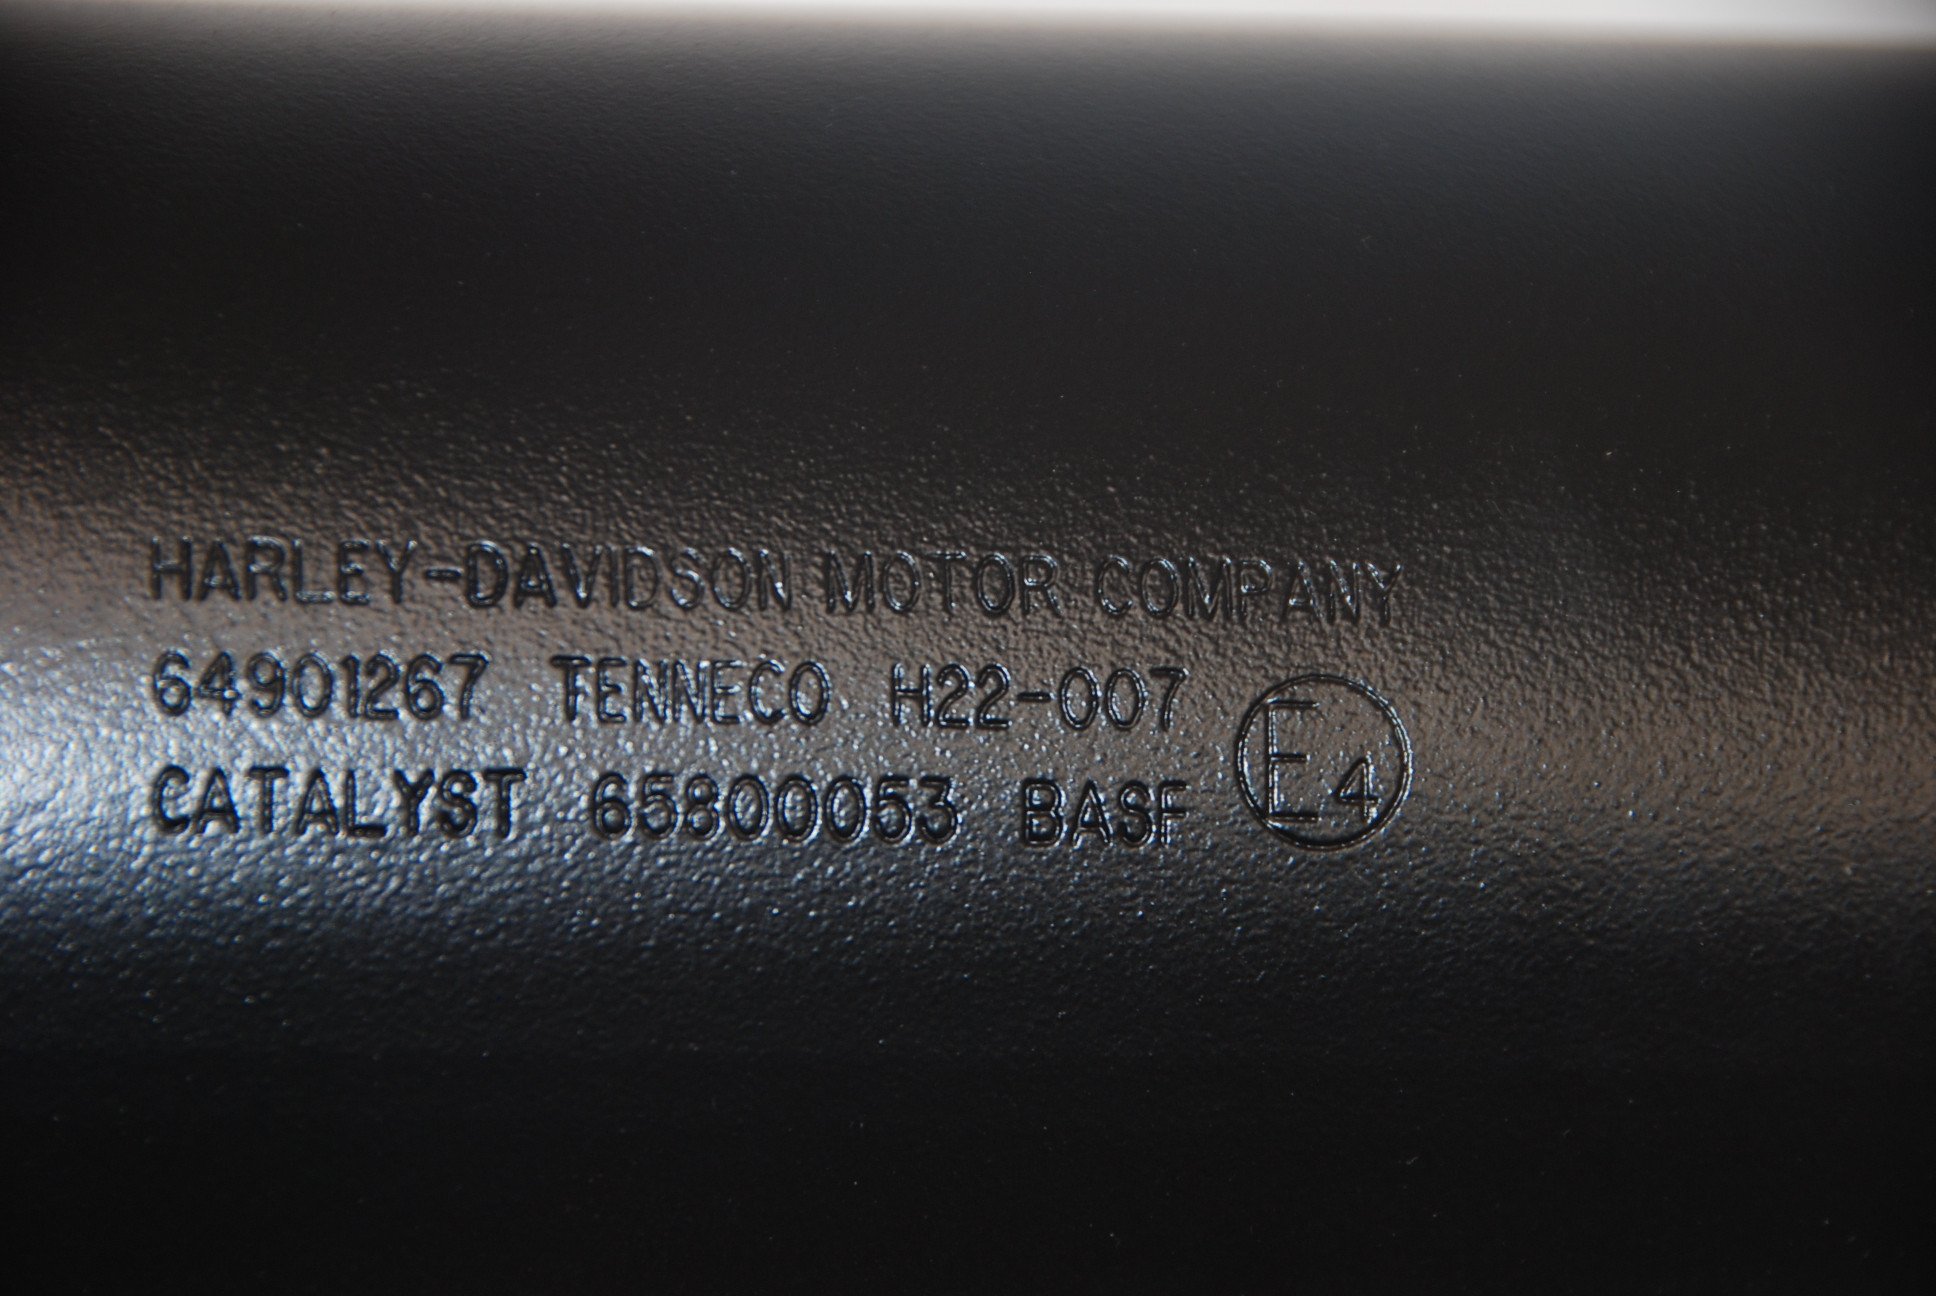 HARLEY-DAVIDSON MOTOR COMPANY
64901267 TENNECO H22-007
CATALYST 65800053 BASF
E4